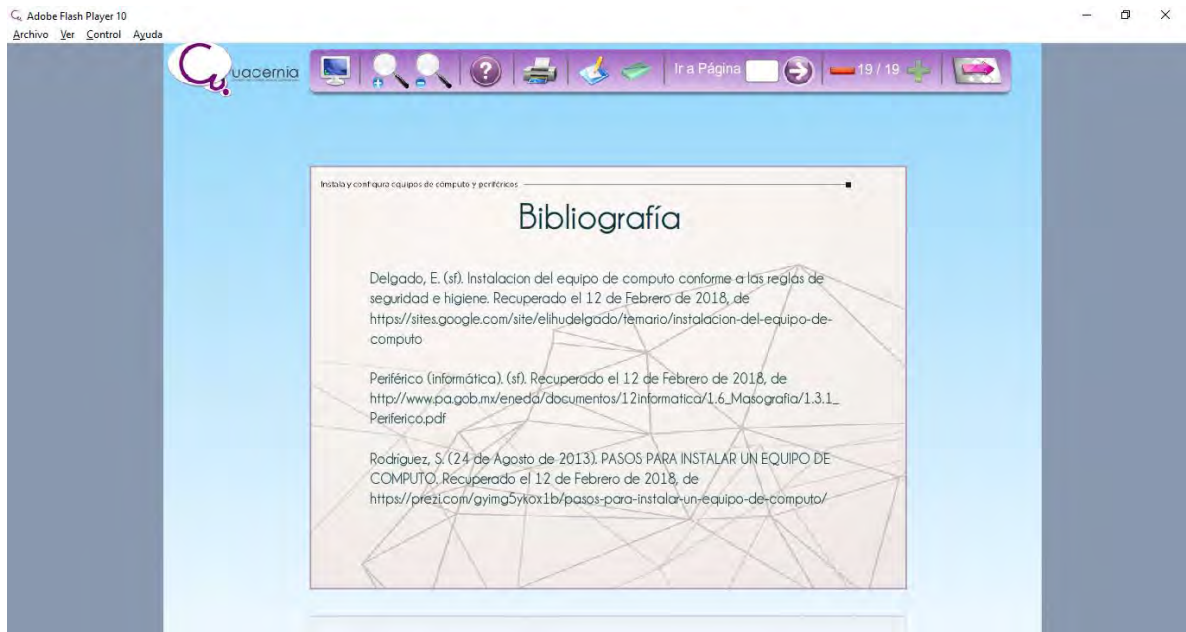 Adobe Flash Player 10
Archivo Ver Control Ayuda
Cuadernia
Ir a Página
19 / 19
Instala y configura equipos de cómputo y periféricos
Bibliografía
Delgado, E. (sf). Instalacion del equipo de computo conforme a las reglas de
seguridad e higiene. Recuperado el 12 de Febrero de 2018, de
https://sites.google.com/site/elihudelgado/temario/instalacion-del-equipo-de-
computo
Periférico (informática). (sf). Recuperado el 12 de Febrero de 2018, de
http://www.pa.gob.mx/eneda/documentos/12informatica/1.6_Masografia/1.3.1_
Periferico.pdf
Rodríguez, S. (24 de Agosto de 2013). PASOS PARA INSTALAR UN EQUIPO DE
COMPUTO. Recuperado el 12 de Febrero de 2018, de
https://prezi.com/gyimg5ykox1b/pasos-para-instalar-un-equipo-de-computo/